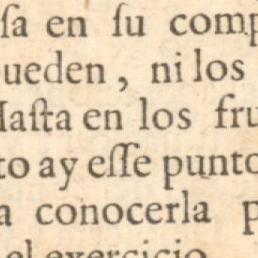 ſa en ſu comp
ueden, ni los
Haſta en los fru
to ay eſſe punto
a conocerla p
el exercicio